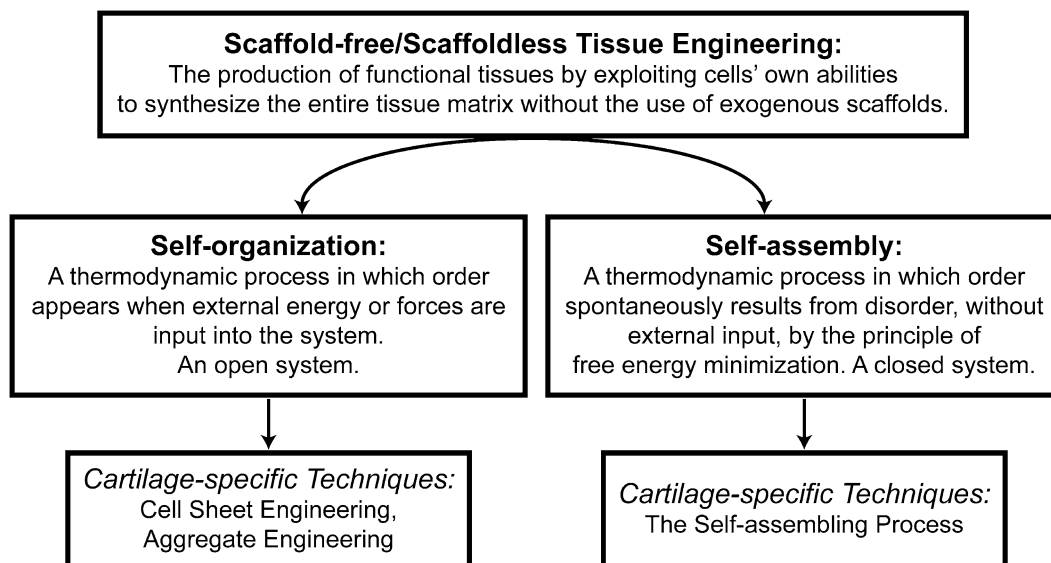 Scaffold-free/Scaffoldless Tissue Engineering:
The production of functional tissues by exploiting cells’ own abilities
to synthesize the entire tissue matrix without the use of exogenous scaffolds.
Self-organization:
A thermodynamic process in which order
appears when external energy or forces are
input into the system.
An open system.
Self-assembly:
A thermodynamic process in which order
spontaneously results from disorder, without
external input, by the principle of
free energy minimization. A closed system.
Cartilage-specific Techniques:
Cell Sheet Engineering,
Aggregate Engineering
Cartilage-specific Techniques:
The Self-assembling Process